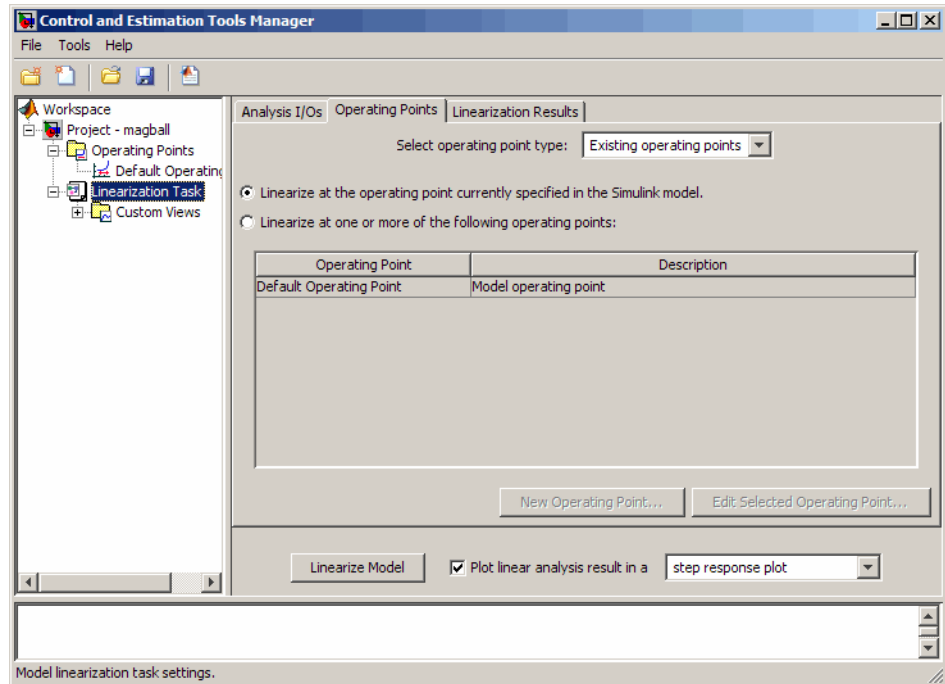 Control and Estimation Tools Manager
File Tools Help
Workspace
Project - magball
Operating Points
Default Operating
Linearization Task
Custom Views
Analysis I/Os Operating Points Linearization Results
Select operating point type: Existing operating points
Linearize at the operating point currently specified in the Simulink model.
Linearize at one or more of the following operating points:
Operating Point Description
Default Operating Point Model operating point
New Operating Point... Edit Selected Operating Point...
Linearize Model Plot linear analysis result in a step response plot
Model linearization task settings.